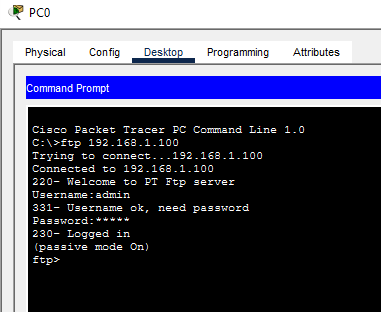 PC0
Physical Config Desktop Programming Attributes
Command Prompt
Cisco Packet Tracer PC Command Line 1.0
C:\>ftp 192.168.1.100
Trying to connect...192.168.1.100
Connected to 192.168.1.100
220- Welcome to PT Ftp server
Username:admin
331- Username ok, need password
Password:*****
230- Logged in
(passive mode On)
ftp>